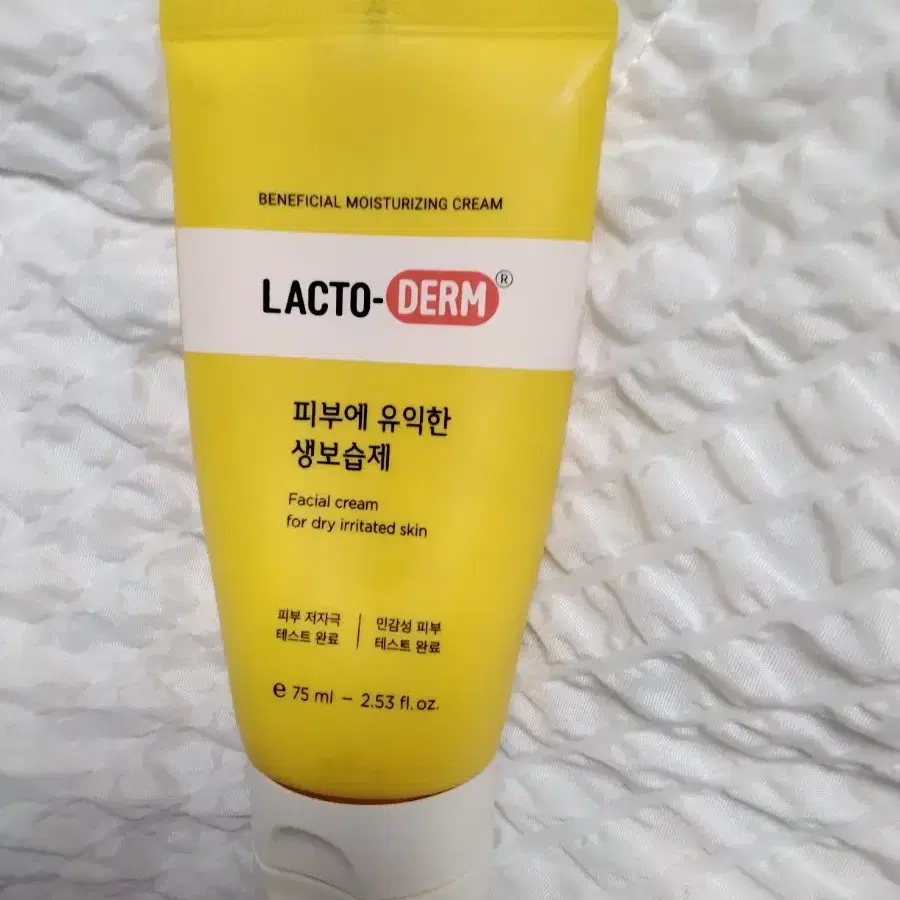 BENEFICIAL MOISTURIZING CREAM
LACTO-DERM®
피부에 유익한
생보습제
Facial cream
for dry irritated skin
피부 저자극
테스트 완료
민감성 피부
테스트 완료
e 75 ml – 2.53 fl. oz.